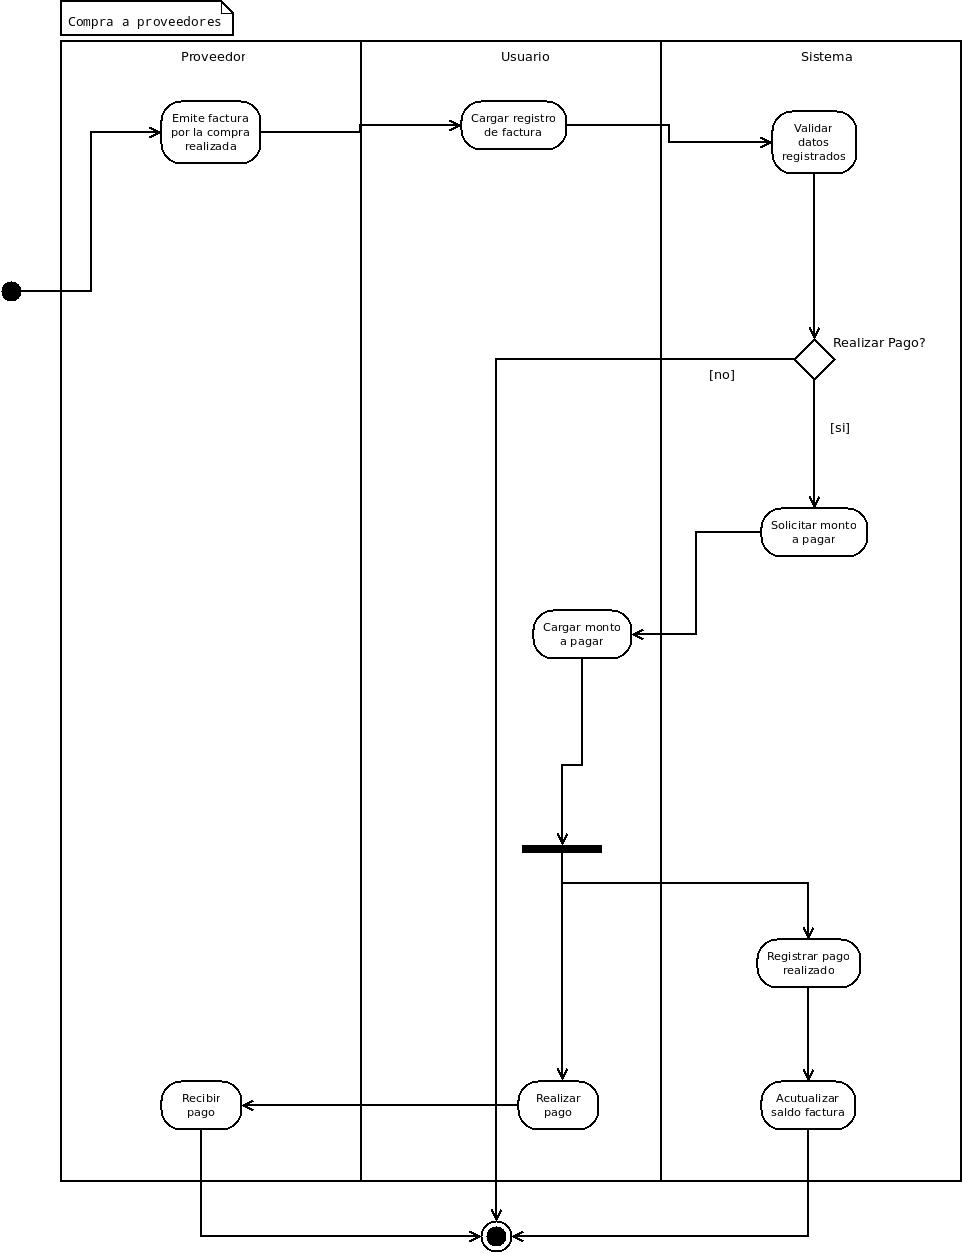 Compra a proveedores
Proveedor
Usuario
Sistema
Emite factura
por la compra
realizada
Cargar registro
de factura
Validar
datos
registrados
Realizar Pago?
[no]
[si]
Solicitar monto
a pagar
Cargar monto
a pagar
Registrar pago
realizado
Recibir
pago
Realizar
pago
Acutualizar
saldo factura